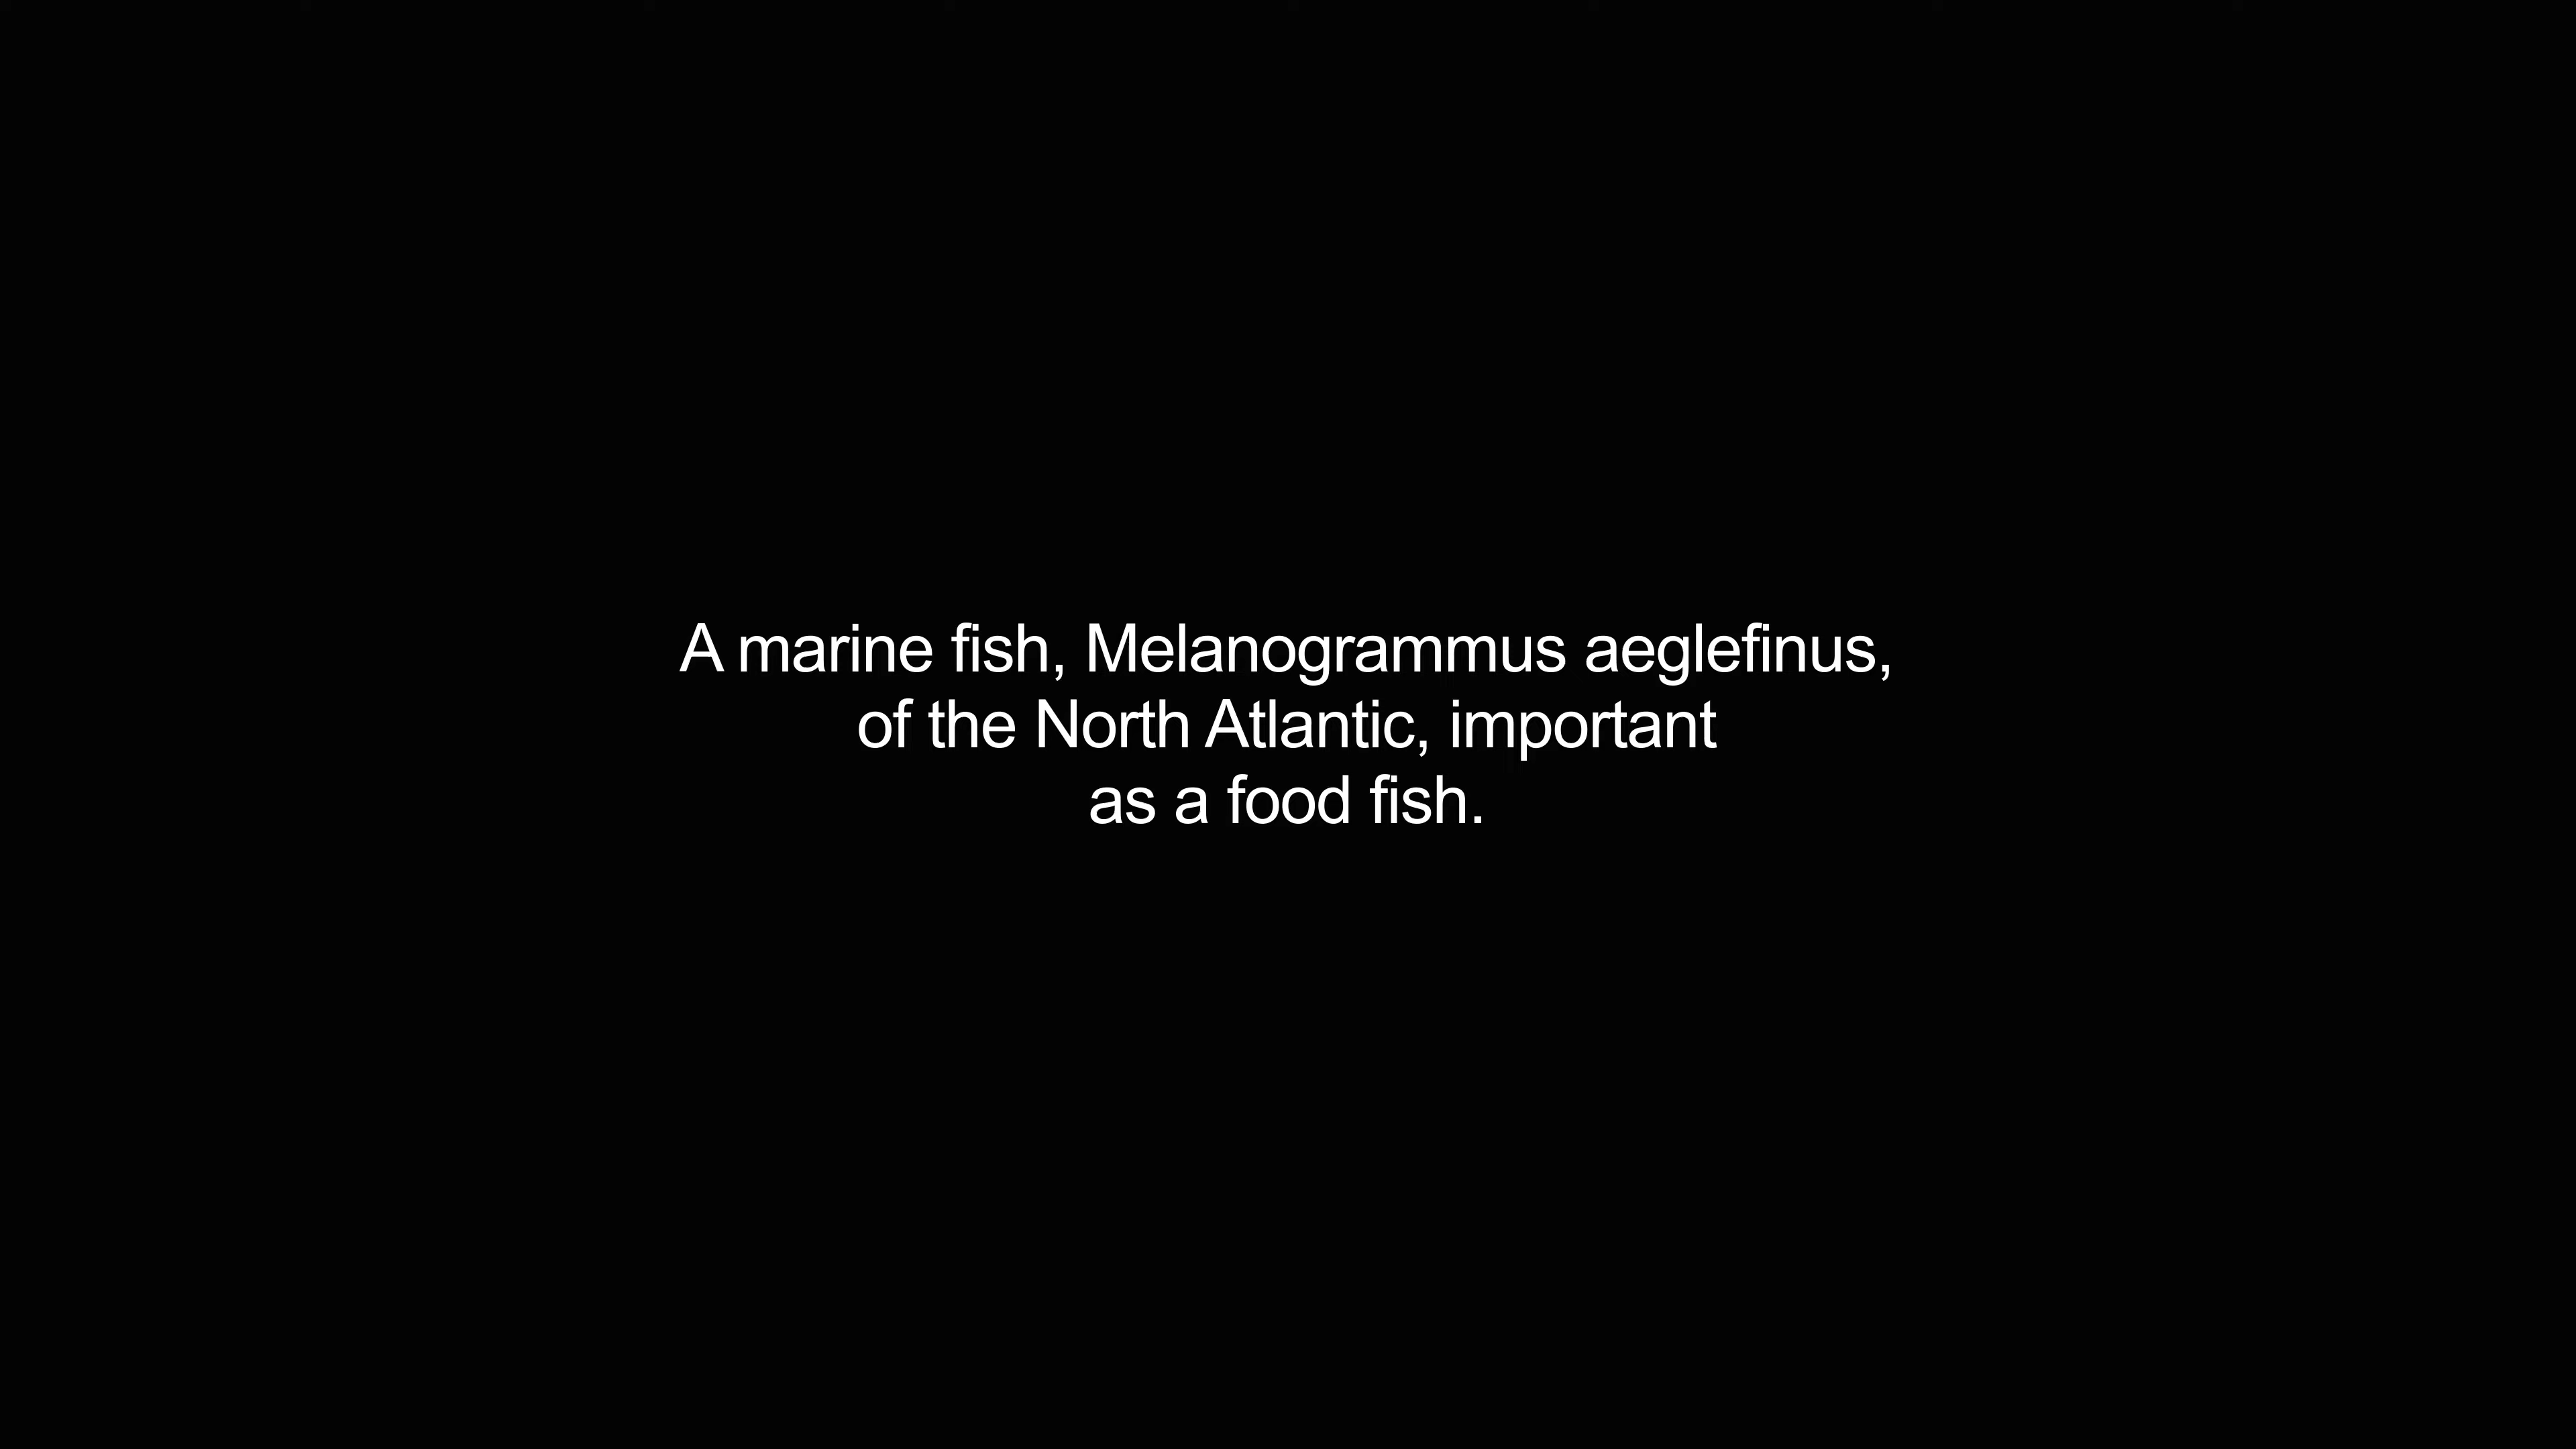 A marine fish, Melanogrammus aeglefinus,
of the North Atlantic, important
as a food fish.